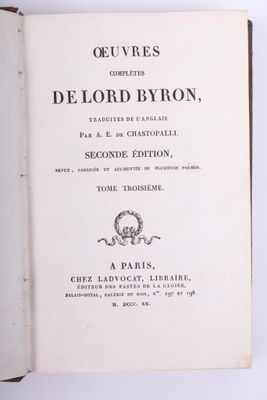 ŒUVRES
COMPLÈTES
DE LORD BYRON,
TRADUITES DE L'ANGLAIS
PAR A. E. DE CHASTOPALLI.
SECONDE ÉDITION,
REVUE, CORRIGÉE ET AUGMENTÉE DE PLUSIEURS POEMES.
TOME TROISIÈME.
A PARIS,
CHEZ LADVOCAT, LIBRAIRE,
ÉDITEUR DES FASTES DE LA GLOIRE,
PALAIS-ROYAL, GALERIE DE BOIS, Nos. 197 ET 198.
M. DCCC. XX.